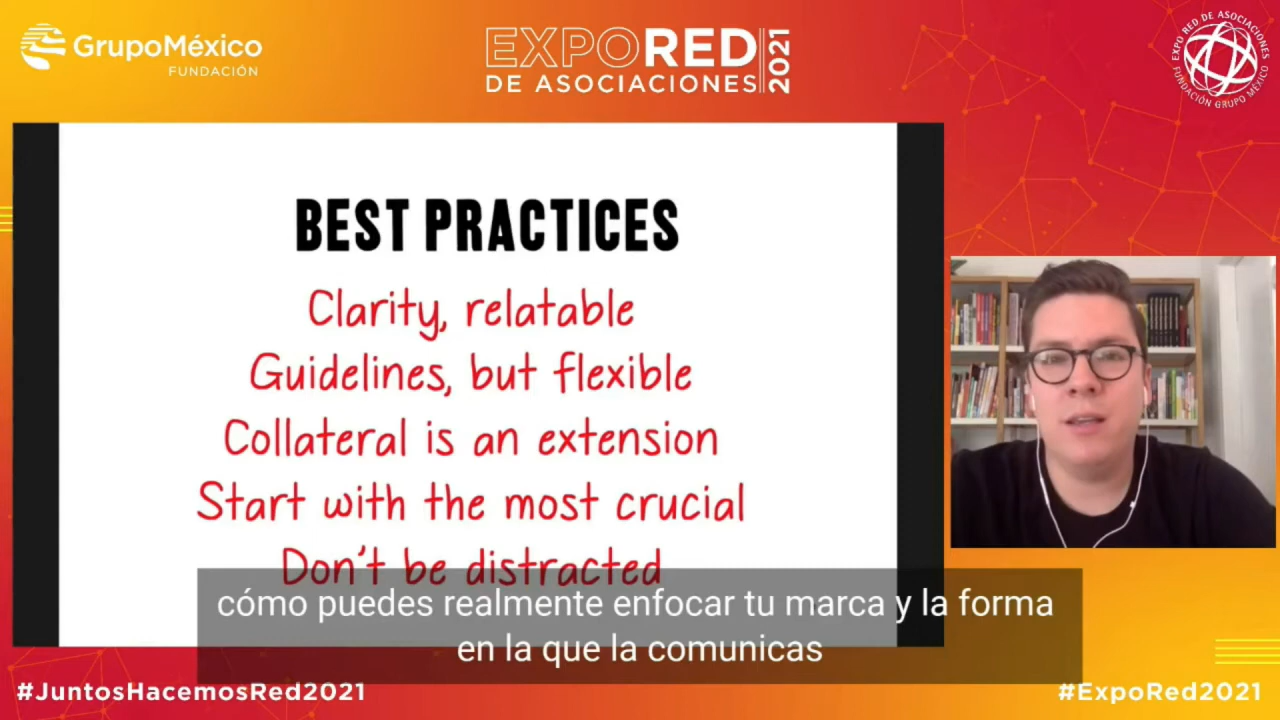 GrupoMéxico
FUNDACIÓN
EXPORED
DE ASOCIACIONES
2021
EXPO RED DE ASOCIACIONES
FUNDACIÓN GRUPO MÉXICO
BEST PRACTICES
Clarity, relatable
Guidelines, but flexible
Collateral is an extension
Start with the most crucial
Don't be distracted
cómo puedes realmente enfocar tu marca y la forma
en la que la comunicas
#JuntosHacemosRed2021
#ExpoRed2021